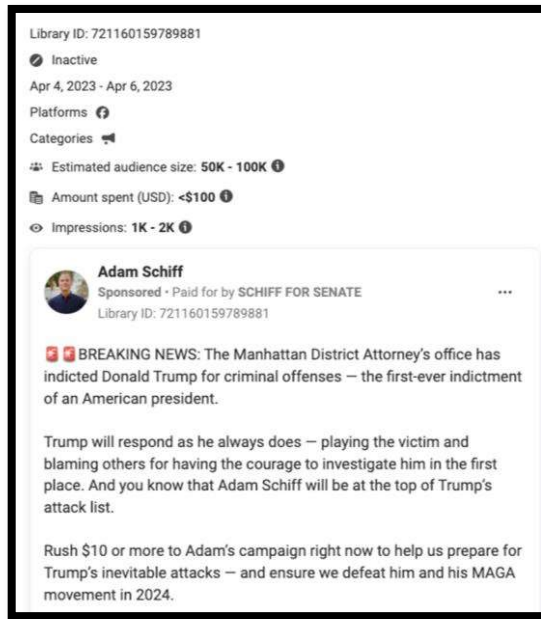 Library ID: 721160159789881
Inactive
Apr 4, 2023 - Apr 6, 2023
Platforms
Categories
Estimated audience size: 50K - 100K
Amount spent (USD): <$100
Impressions: 1K - 2K
Adam Schiff
Sponsored • Paid for by SCHIFF FOR SENATE
Library ID: 721160159789881
🚨🚨BREAKING NEWS: The Manhattan District Attorney's office has
indicted Donald Trump for criminal offenses — the first-ever indictment
of an American president.
Trump will respond as he always does — playing the victim and
blaming others for having the courage to investigate him in the first
place. And you know that Adam Schiff will be at the top of Trump's
attack list.
Rush $10 or more to Adam's campaign right now to help us prepare for
Trump's inevitable attacks — and ensure we defeat him and his MAGA
movement in 2024.